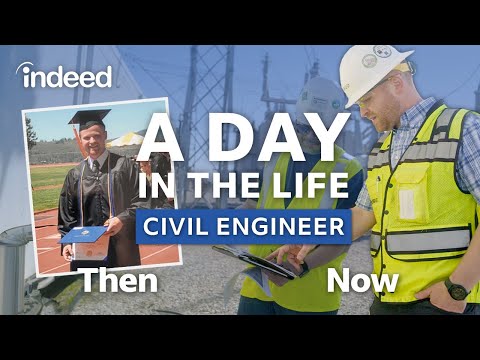 indeed
A DAY
IN THE LIFE
CIVIL ENGINEER
Then
Now